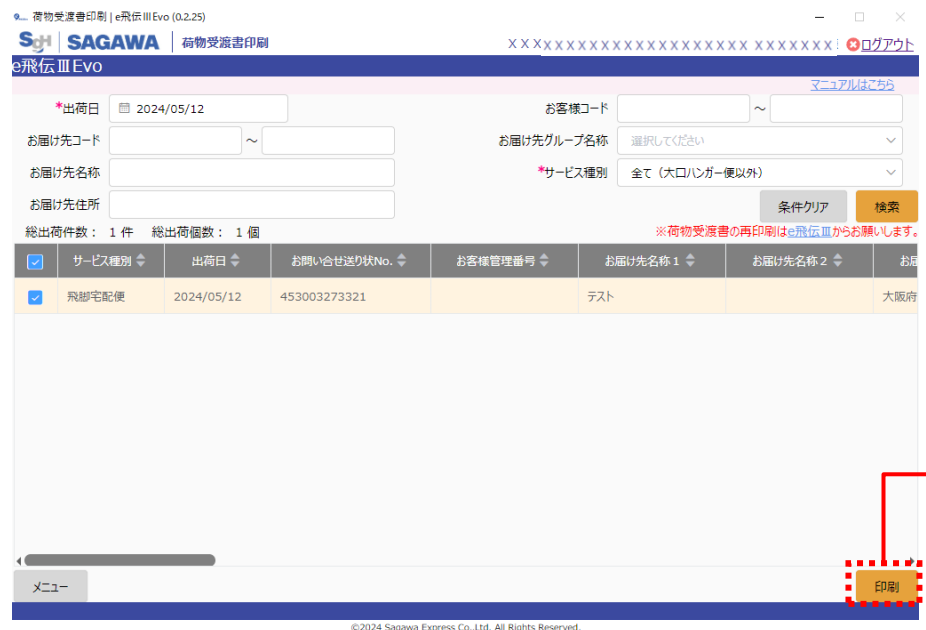 荷物受渡書印刷 | e飛伝ⅢEvo (0.2.25)
SGH SAGAWA 荷物受渡書印刷 XXXXXXXXXXXXXXXXXXXXX XXXXXXX ログアウト
e飛伝ⅢEvo
マニュアルはこちら
*出荷日 2024/05/12 お客様コード ～
お届け先コード ～ お届け先グループ名称 選択してください
お届け先名称 *サービス種別 全て（大口ハンガー便以外）
お届け先住所 条件クリア 検索
総出荷件数： 1 件 総出荷個数： 1 個 ※荷物受渡書の再印刷はe飛伝Ⅲからお願いします。
サービス種別 出荷日 お問い合せ送り状No. お客様管理番号 お届け先名称１ お届け先名称２ お届
飛脚宅配便 2024/05/12 453003273321 テスト 大阪府
メニュー 印刷
©2024 Sagawa Express Co.,Ltd. All Rights Reserved.